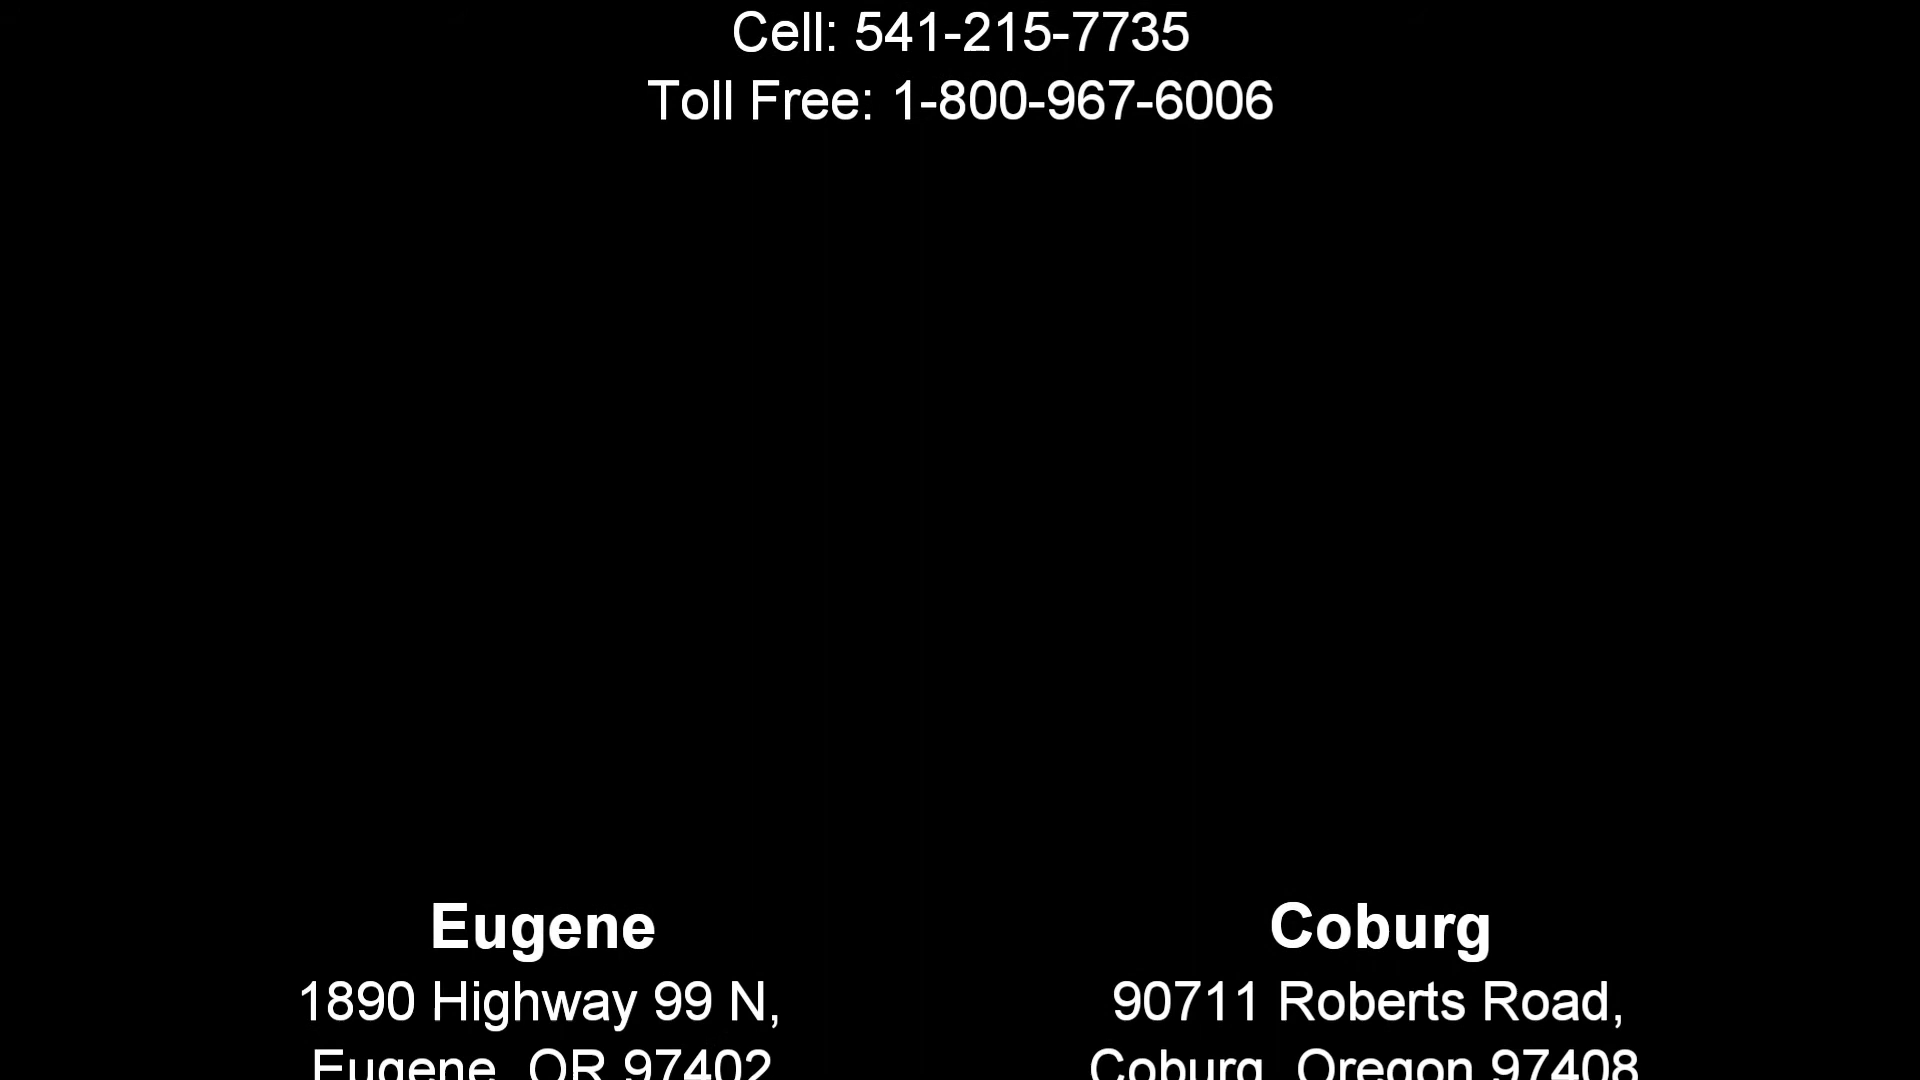 Cell: 541-215-7735
Toll Free: 1-800-967-6006
Eugene
1890 Highway 99 N,
Eugene, OR 97402
Coburg
90711 Roberts Road,
Coburg, Oregon 97408